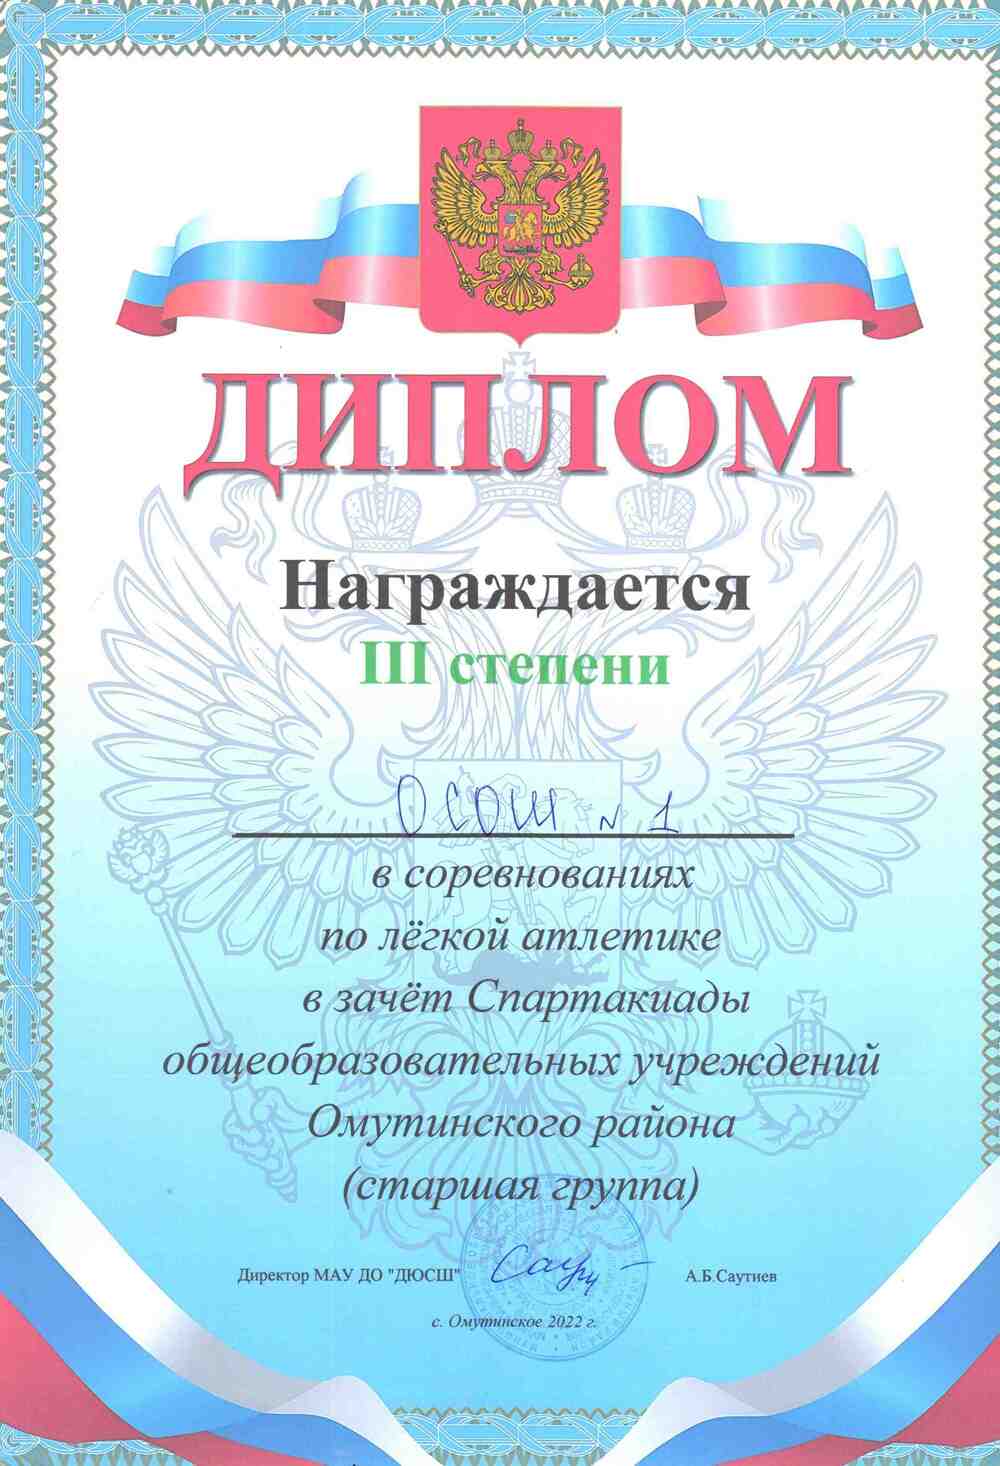 ДИПЛОМ
Награждается
III степени
ОСОШ № 1
в соревнованиях
по лёгкой атлетике
в зачёт Спартакиады
общеобразовательных учреждений
Омутинского района
(старшая группа)
Директор МАУ ДО "ДЮСШ" А.Б.Саутиев
с. Омутинское 2022 г.